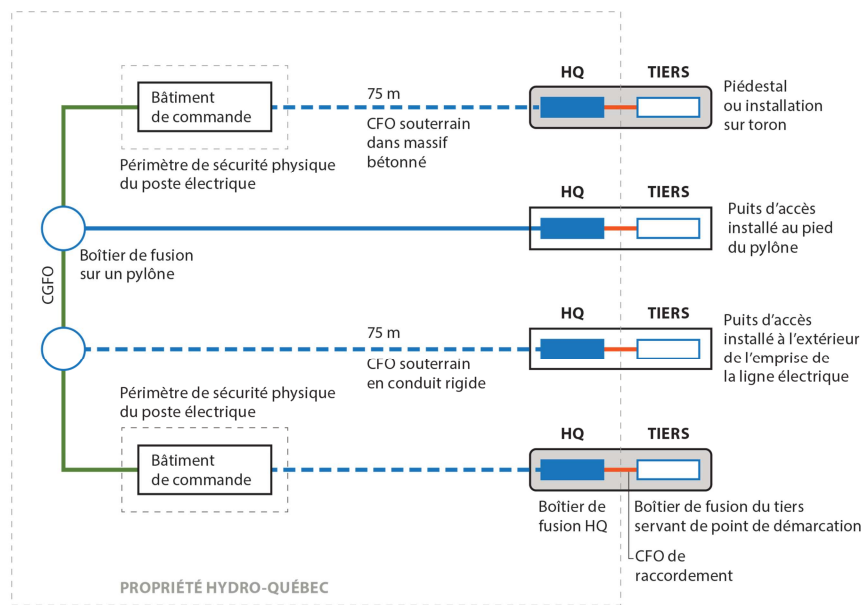 HQ
TIERS
Bâtiment
de commande
75 m
CFO souterrain
dans massif
bétonné
Piédestal
ou installation
sur toron
Périmètre de sécurité physique
du poste électrique
HQ
TIERS
Boîtier de fusion
sur un pylône
Puits d'accès
installé au pied
du pylône
CGFO
HQ
TIERS
75 m
CFO souterrain
en conduit rigide
Puits d'accès
installé à l'extérieur
de l'emprise de
la ligne électrique
Périmètre de sécurité physique
du poste électrique
HQ
TIERS
Bâtiment
de commande
Boîtier de
fusion HQ
Boîtier de fusion du tiers
servant de point de démarcation
CFO de
raccordement
PROPRIÉTÉ HYDRO-QUÉBEC